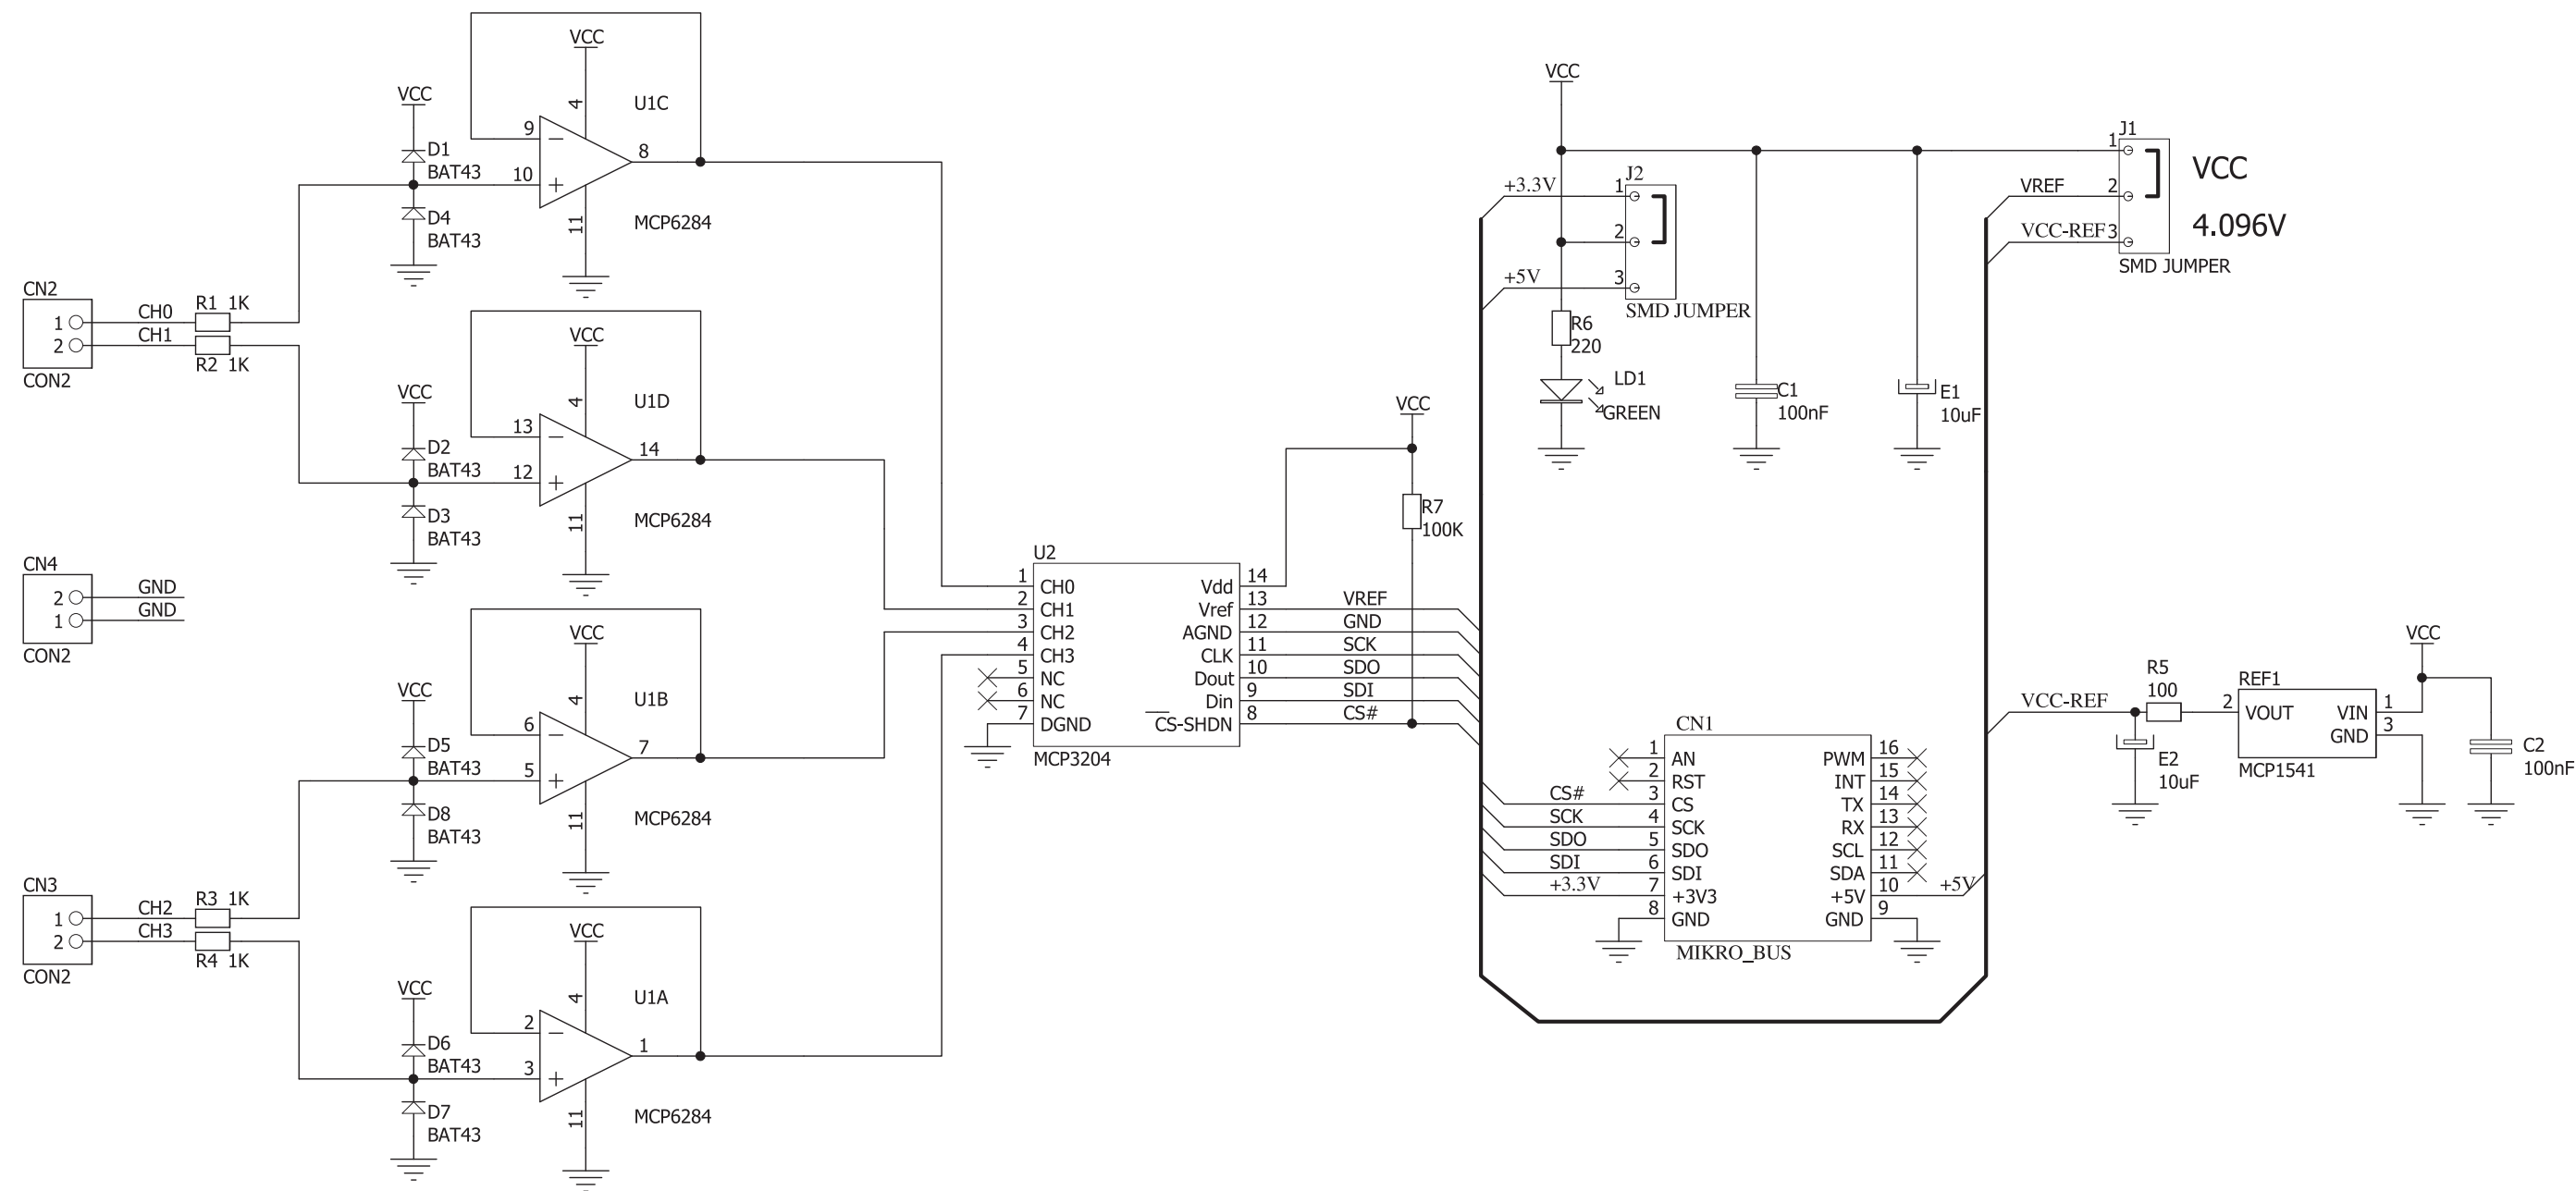 VCC
4
U1C
9
8
10
11
MCP6284
VCC
D1
BAT43
D4
BAT43
CN2
1
2
CON2
CH0
CH1
R1 1K
R2 1K
VCC
4
U1D
13
14
12
11
MCP6284
VCC
D2
BAT43
D3
BAT43
CN4
2
1
CON2
GND
GND
VCC
4
U1B
6
7
5
11
MCP6284
VCC
D5
BAT43
D8
BAT43
CN3
1
2
CON2
CH2
CH3
R3 1K
R4 1K
VCC
4
U1A
2
1
3
11
MCP6284
VCC
D6
BAT43
D7
BAT43
U2
1 CH0
2 CH1
3 CH2
4 CH3
5 NC
6 NC
7 DGND
Vdd 14
Vref 13 VREF
AGND 12 GND
CLK 11 SCK
Dout 10 SDO
Din 9 SDI
CS-SHDN 8 CS#
MCP3204
VCC
R7
100K
VCC
+3.3V
+5V
J2
1
2
3
SMD JUMPER
R6
220
LD1
GREEN
C1
100nF
E1
10uF
J1
1
2
3
VREF
VCC-REF
SMD JUMPER
VCC
4.096V
CN1
1 AN
2 RST
CS# 3 CS
SCK 4 SCK
SDO 5 SDO
SDI 6 SDI
+3.3V 7 +3V3
8 GND
PWM 16
INT 15
TX 14
RX 13
SCL 12
SDA 11
+5V 10 +5V
GND 9
MIKRO_BUS
VCC-REF
R5
100
E2
10uF
REF1
2 VOUT
VIN 1
GND 3
MCP1541
VCC
C2
100nF